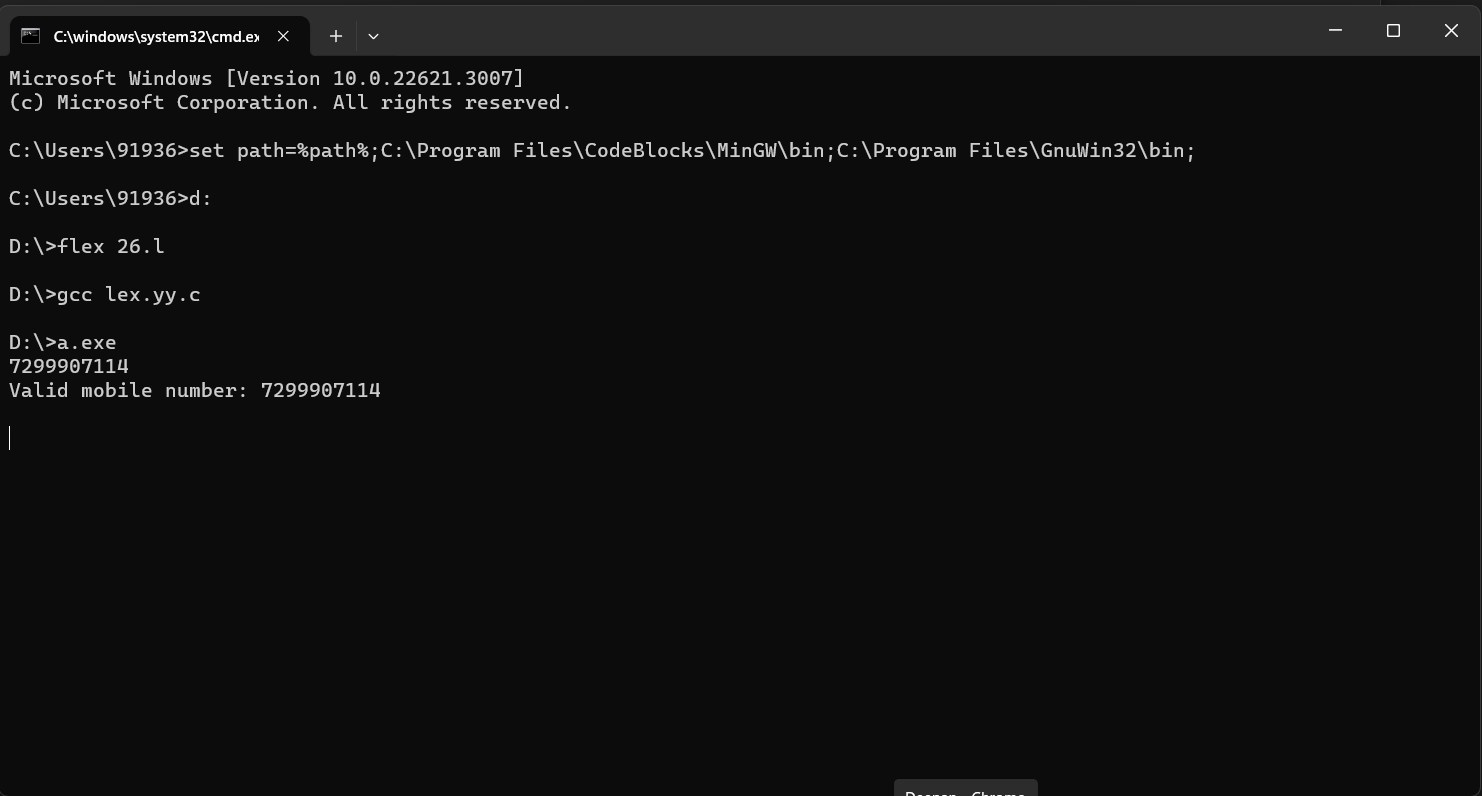 C:\windows\system32\cmd.ex
Microsoft Windows [Version 10.0.22621.3007]
(c) Microsoft Corporation. All rights reserved.
C:\Users\91936>set path=%path%;C:\Program Files\CodeBlocks\MinGW\bin;C:\Program Files\GnuWin32\bin;
C:\Users\91936>d:
D:\>flex 26.l
D:\>gcc lex.yy.c
D:\>a.exe
7299907114
Valid mobile number: 7299907114